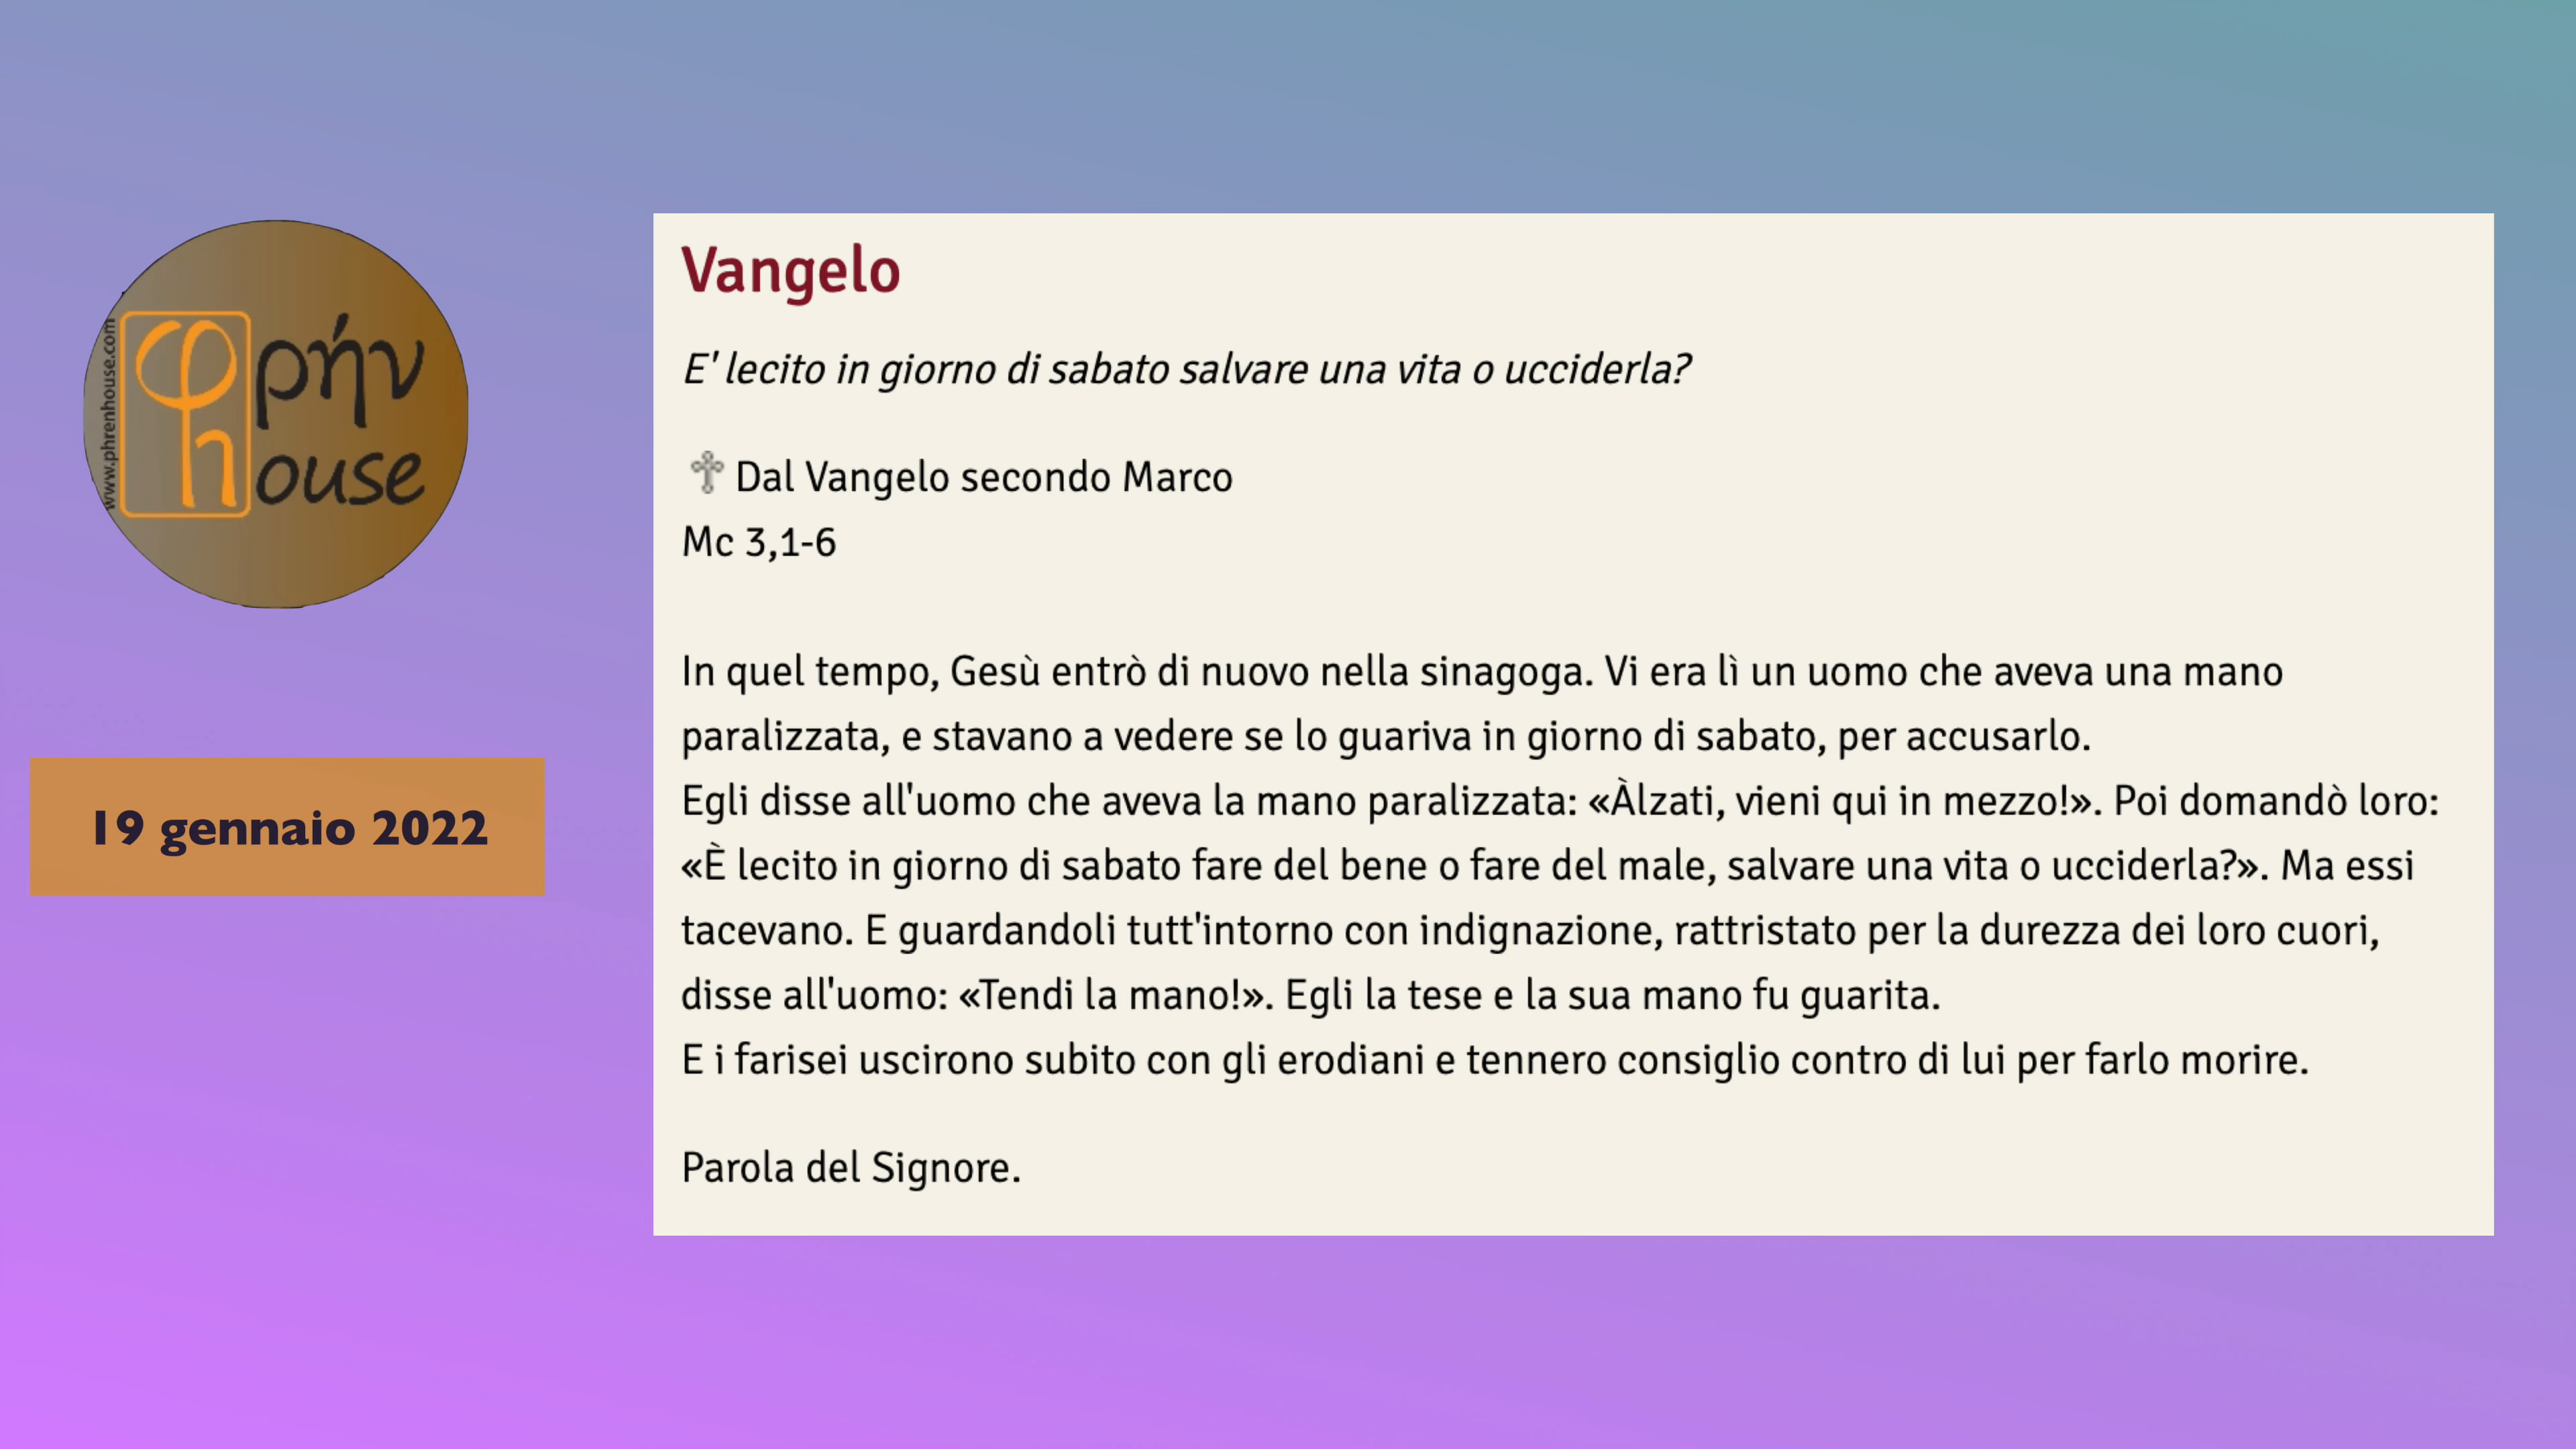 www.phrenhouse.com
φρήν
house
19 gennaio 2022
Vangelo
E' lecito in giorno di sabato salvare una vita o ucciderla?
Dal Vangelo secondo Marco
Mc 3,1-6
In quel tempo, Gesù entrò di nuovo nella sinagoga. Vi era lì un uomo che aveva una mano
paralizzata, e stavano a vedere se lo guariva in giorno di sabato, per accusarlo.
Egli disse all'uomo che aveva la mano paralizzata: «Àlzati, vieni qui in mezzo!». Poi domandò loro:
«È lecito in giorno di sabato fare del bene o fare del male, salvare una vita o ucciderla?». Ma essi
tacevano. E guardandoli tutt'intorno con indignazione, rattristato per la durezza dei loro cuori,
disse all'uomo: «Tendi la mano!». Egli la tese e la sua mano fu guarita.
E i farisei uscirono subito con gli erodiani e tennero consiglio contro di lui per farlo morire.
Parola del Signore.